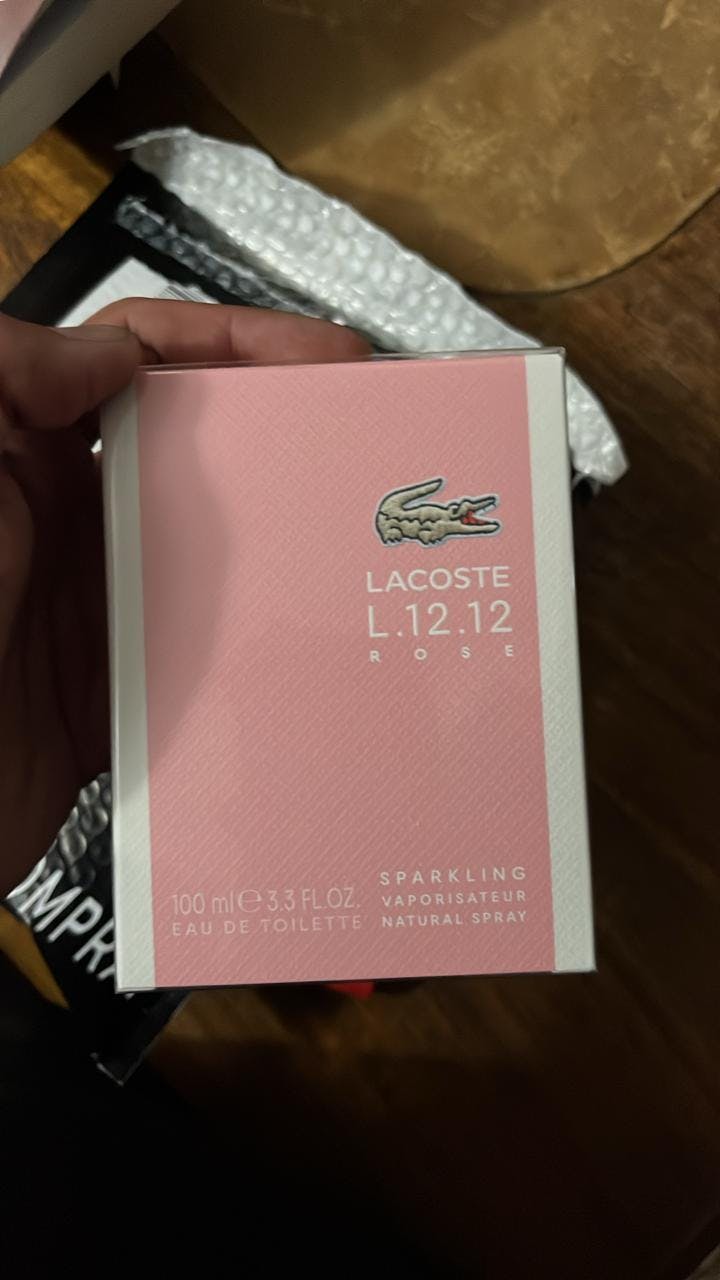 LACOSTE
L.12.12
ROSE
100 ml ℮ 3.3 FL.OZ.
EAU DE TOILETTE
SPARKLING
VAPORISATEUR
NATURAL SPRAY